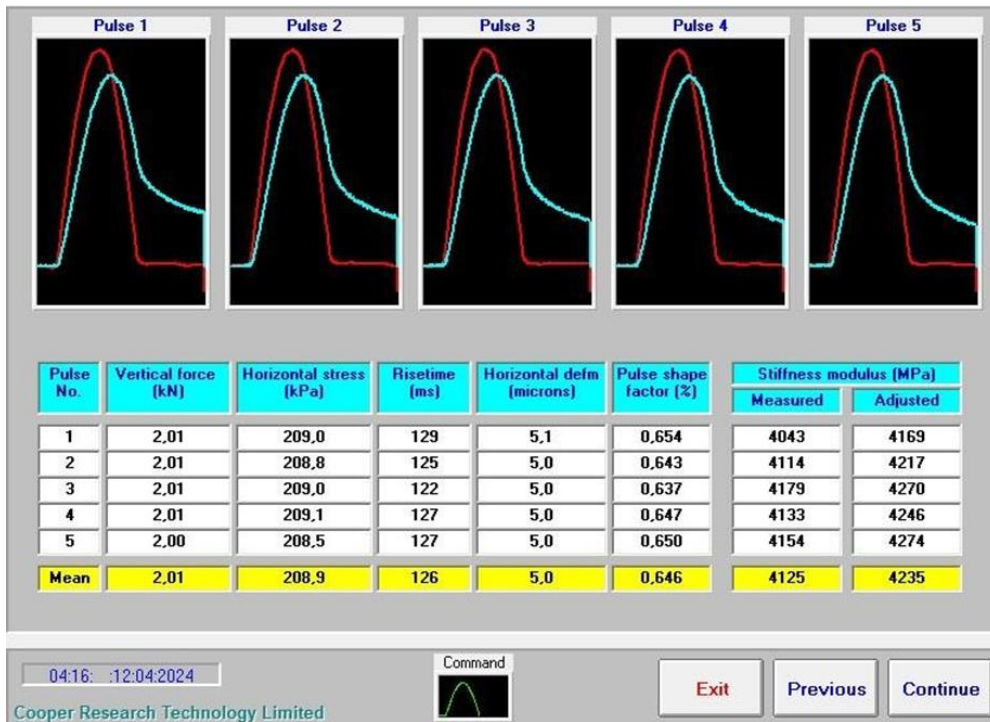 Pulse 1 Pulse 2 Pulse 3 Pulse 4 Pulse 5
Pulse No. Vertical force (kN) Horizontal stress (kPa) Risetime (ms) Horizontal defm (microns) Pulse shape factor (%) Stiffness modulus (MPa)
Measured Adjusted
1 2,01 209,0 129 5,1 0,654 4043 4169
2 2,01 208,8 125 5,0 0,643 4114 4217
3 2,01 209,0 122 5,0 0,637 4179 4270
4 2,01 209,1 127 5,0 0,647 4133 4246
5 2,00 208,5 127 5,0 0,650 4154 4274
Mean 2,01 208,9 126 5,0 0,646 4125 4235
04:16: :12:04:2024
Command
Exit Previous Continue
Cooper Research Technology Limited